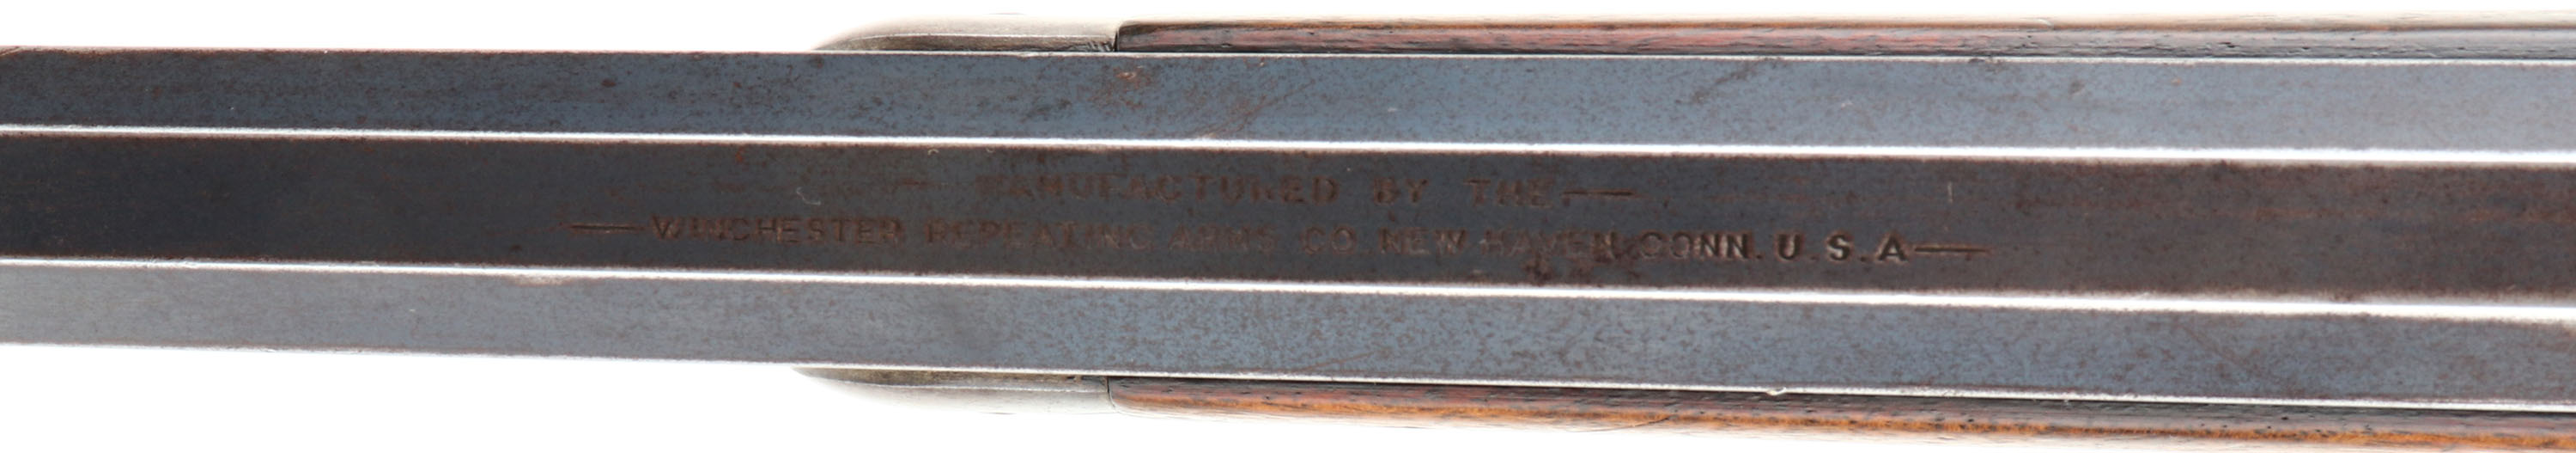 — MANUFACTURED BY THE —
— WINCHESTER REPEATING ARMS CO. NEW HAVEN, CONN. U. S. A —